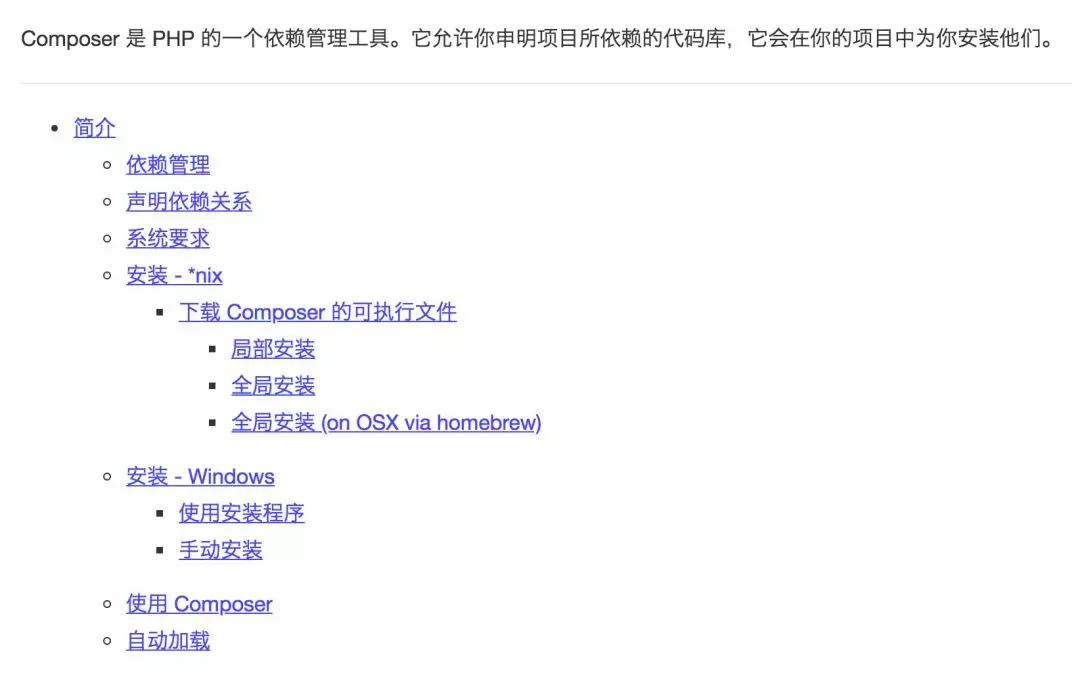 Composer 是 PHP 的一个依赖管理工具。它允许你申明项目所依赖的代码库，它会在你的项目中为你安装他们。
简介
依赖管理
声明依赖关系
系统要求
安装 - *nix
下载 Composer 的可执行文件
局部安装
全局安装
全局安装 (on OSX via homebrew)
安装 - Windows
使用安装程序
手动安装
使用 Composer
自动加载